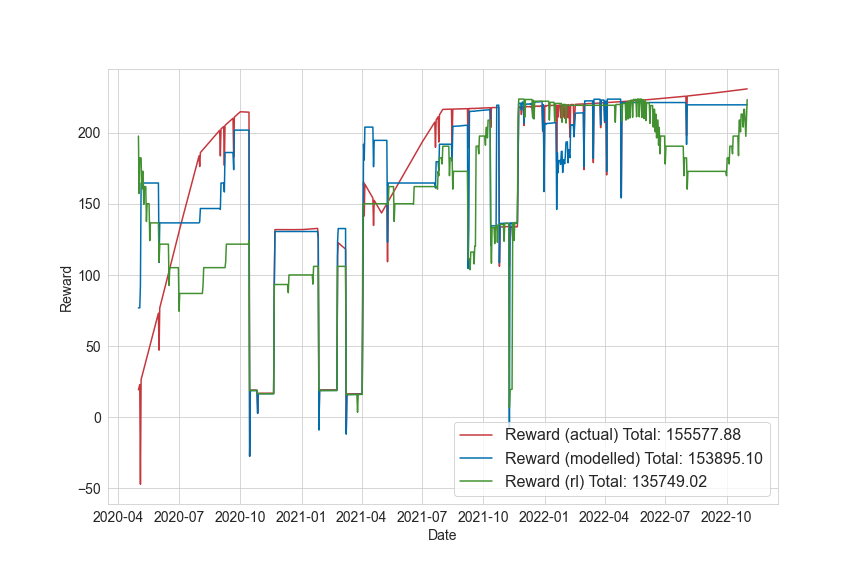 200
150
100
50
0
−50
Reward
2020-04 2020-07 2020-10 2021-01 2021-04 2021-07 2021-10 2022-01 2022-04 2022-07 2022-10
Date
Reward (actual) Total: 155577.88
Reward (modelled) Total: 153895.10
Reward (rl) Total: 135749.02